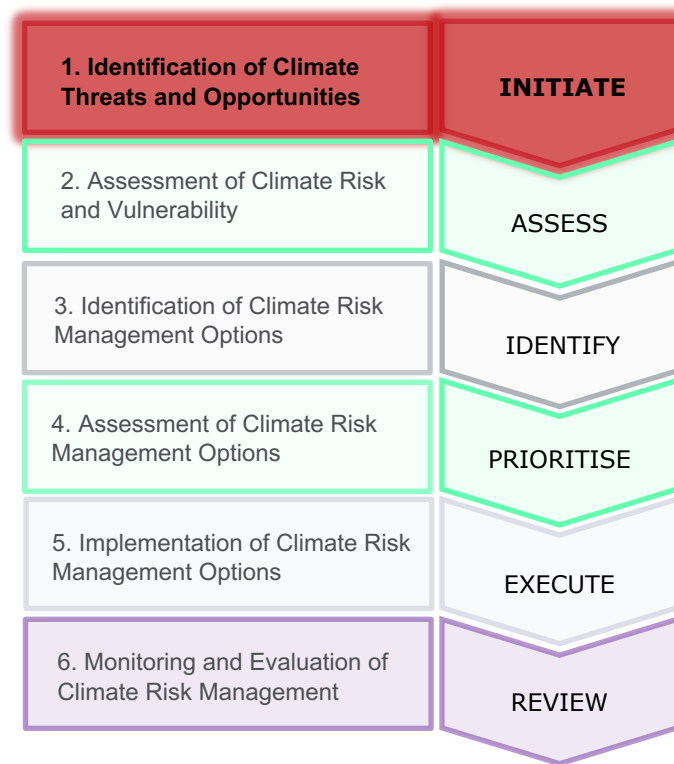 1. Identification of Climate
Threats and Opportunities
INITIATE
2. Assessment of Climate Risk
and Vulnerability
ASSESS
3. Identification of Climate Risk
Management Options
IDENTIFY
4. Assessment of Climate Risk
Management Options
PRIORITISE
5. Implementation of Climate Risk
Management Options
EXECUTE
6. Monitoring and Evaluation of
Climate Risk Management
REVIEW